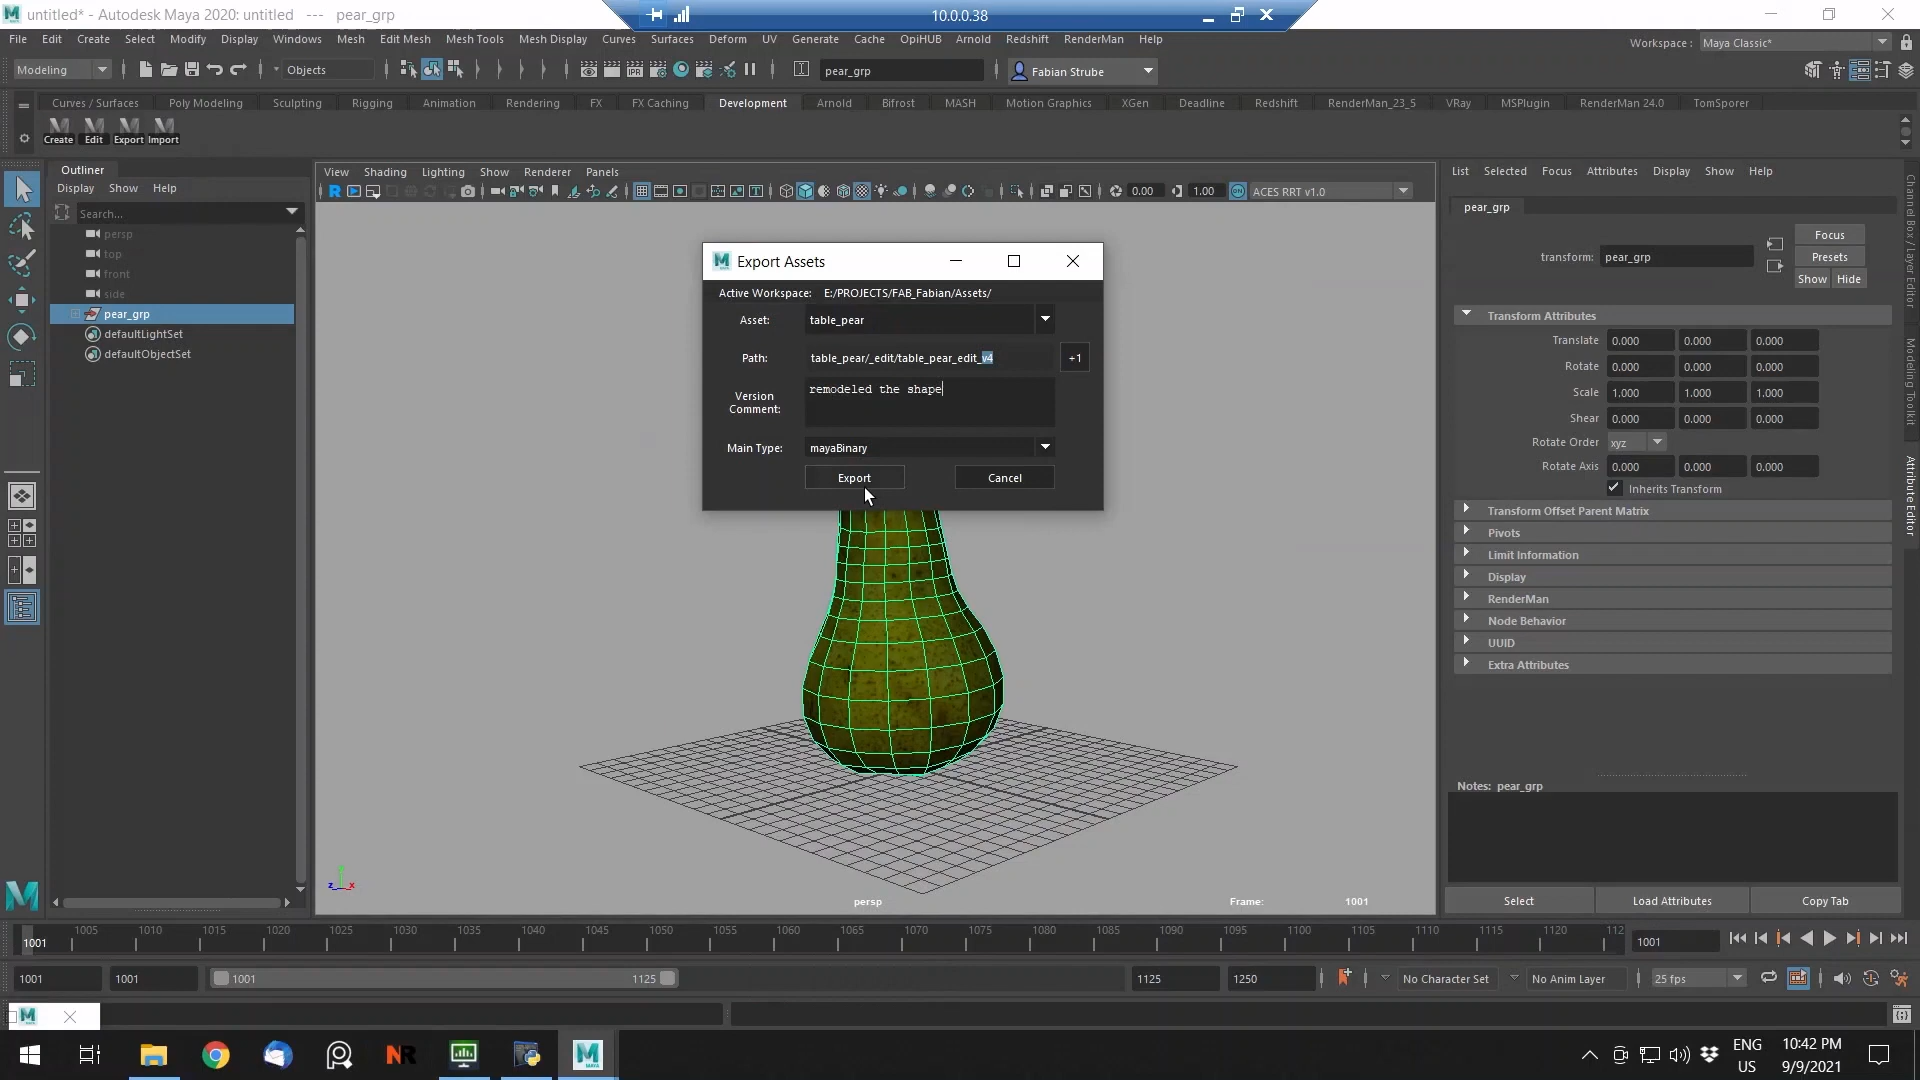 untitled* - Autodesk Maya 2020: untitled --- pear_grp
10.0.0.38
File Edit Create Select Modify Display Windows Mesh Edit Mesh Mesh Tools Mesh Display Curves Surfaces Deform UV Generate Cache OpiHUB Arnold Redshift RenderMan Help
Workspace : Maya Classic*
Modeling Objects pear_grp Fabian Strube
Curves / Surfaces Poly Modeling Sculpting Rigging Animation Rendering FX FX Caching Development Arnold Bifrost MASH Motion Graphics XGen Deadline Redshift RenderMan_23_5 VRay MSPlugin RenderMan 24.0 TomSporer
Create Edit Export Import
Outliner
Display Show Help
Search...
persp
top
front
side
pear_grp
defaultLightSet
defaultObjectSet
View Shading Lighting Show Renderer Panels
0.00 1.00 ON ACES RRT v1.0
Export Assets
Active Workspace: E:/PROJECTS/FAB_Fabian/Assets/
Asset: table_pear
Path: table_pear/_edit/table_pear_edit_v4 +1
Version Comment: remodeled the shape
Main Type: mayaBinary
Export Cancel
persp
Frame: 1001
z x
List Selected Focus Attributes Display Show Help
pear_grp
transform: pear_grp
Focus
Presets
Show Hide
Transform Attributes
Translate 0.000 0.000 0.000
Rotate 0.000 0.000 0.000
Scale 1.000 1.000 1.000
Shear 0.000 0.000 0.000
Rotate Order xyz
Rotate Axis 0.000 0.000 0.000
Inherits Transform
Transform Offset Parent Matrix
Pivots
Limit Information
Display
RenderMan
Node Behavior
UUID
Extra Attributes
Notes: pear_grp
Select Load Attributes Copy Tab
Channel Box / Layer Editor
Modeling Toolkit
Attribute Editor
1001 1005 1010 1015 1020 1025 1030 1035 1040 1045 1050 1055 1060 1065 1070 1075 1080 1085 1090 1095 1100 1105 1110 1115 1120 112
1001
1001 1001 1001 1125 1125 1250 No Character Set No Anim Layer 25 fps
ENG
US
10:42 PM
9/9/2021